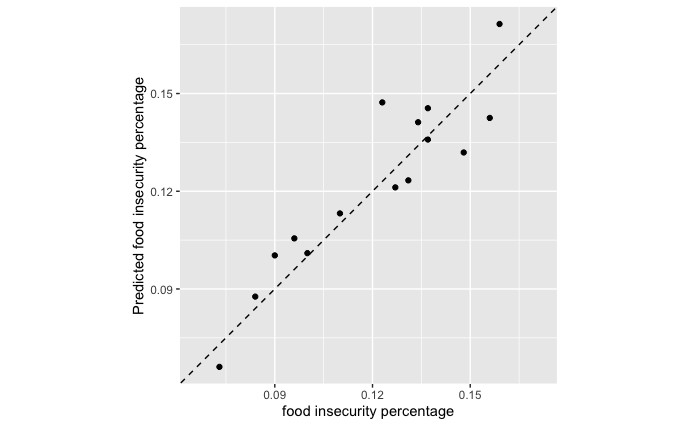 Predicted food insecurity percentage
0.15
0.12
0.09
0.09 0.12 0.15
food insecurity percentage